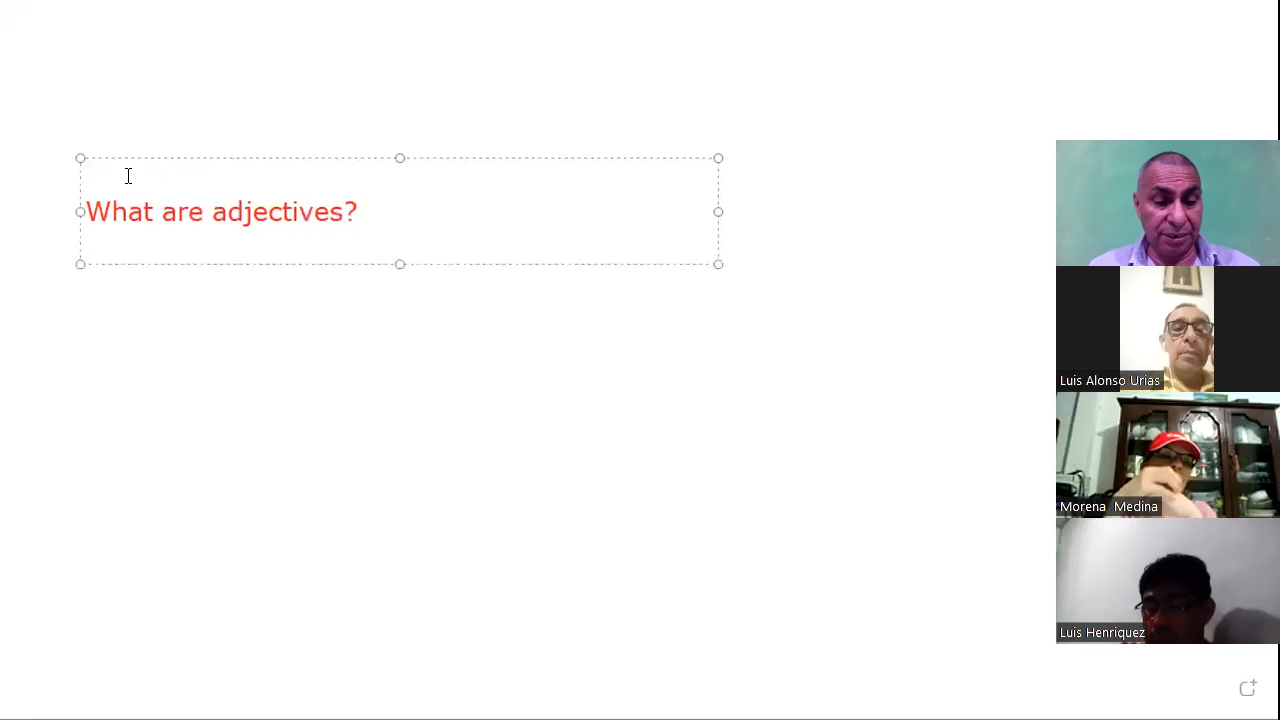 What are adjectives?
Luis Alonso Urias
Morena Medina
Luis Henriquez